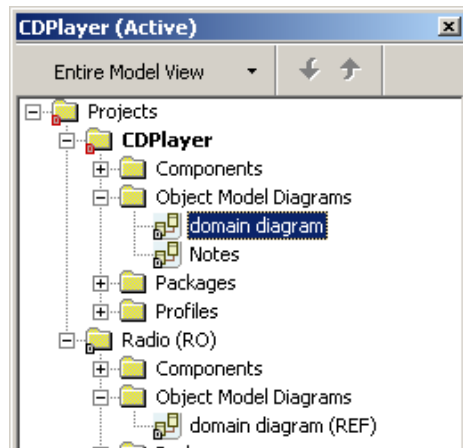 CDPlayer (Active)
Entire Model View
Projects
CDPlayer
Components
Object Model Diagrams
domain diagram
Notes
Packages
Profiles
Radio (RO)
Components
Object Model Diagrams
domain diagram (REF)